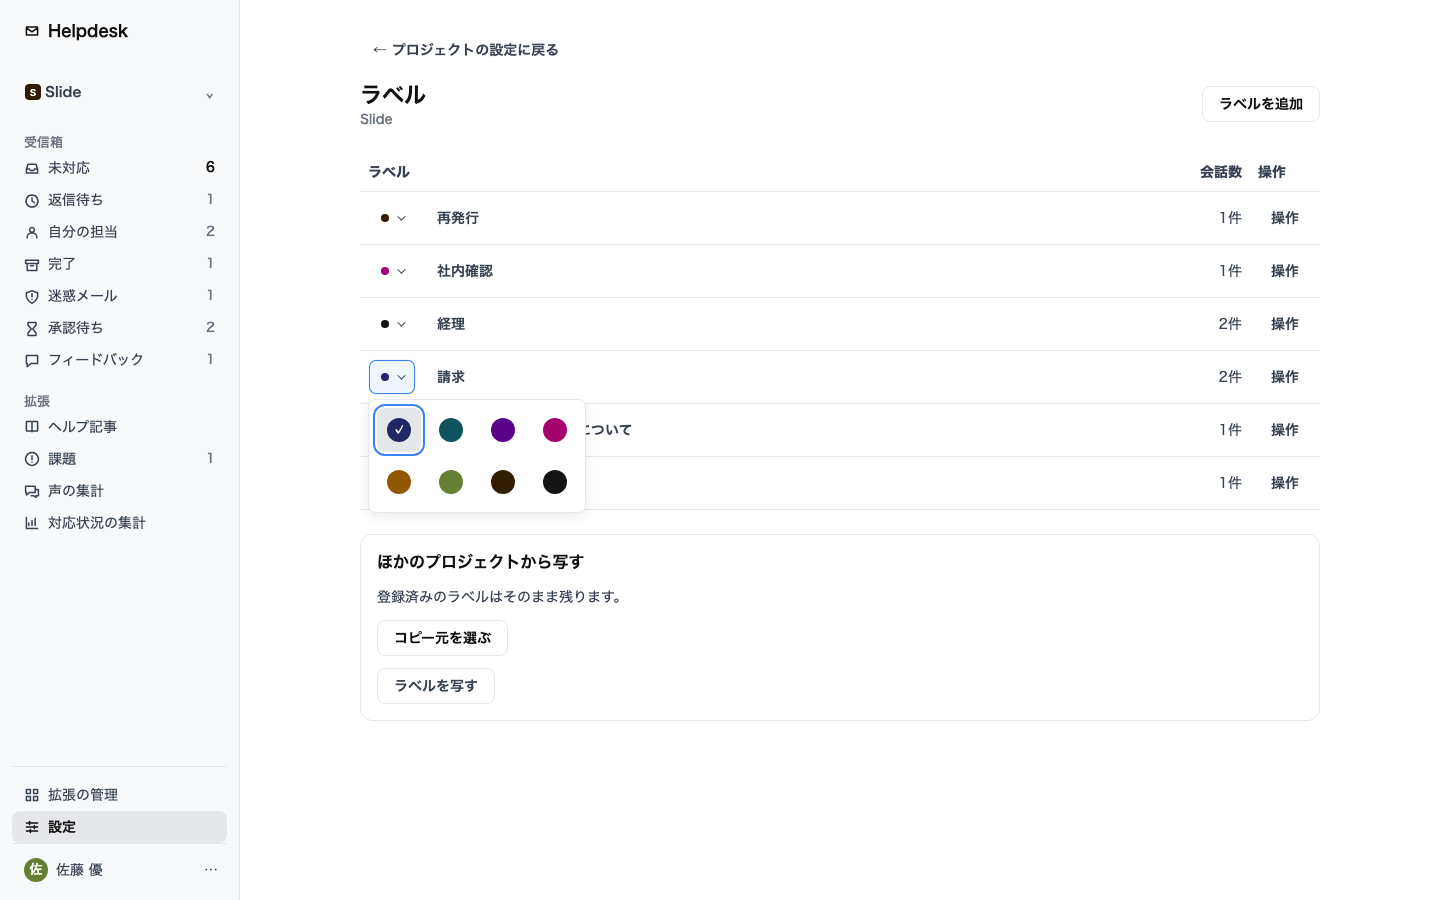 Helpdesk
S Slide
受信箱
未対応 6
返信待ち 1
自分の担当 2
完了 1
迷惑メール 1
承認待ち 2
フィードバック 1
拡張
ヘルプ記事
課題 1
声の集計
対応状況の集計
拡張の管理
設定
佐 佐藤 優 …
← プロジェクトの設定に戻る
ラベル
Slide
ラベルを追加
ラベル 会話数 操作
再発行 1件 操作
社内確認 1件 操作
経理 2件 操作
請求 2件 操作
について 1件 操作
1件 操作
ほかのプロジェクトから写す
登録済みのラベルはそのまま残ります。
コピー元を選ぶ
ラベルを写す